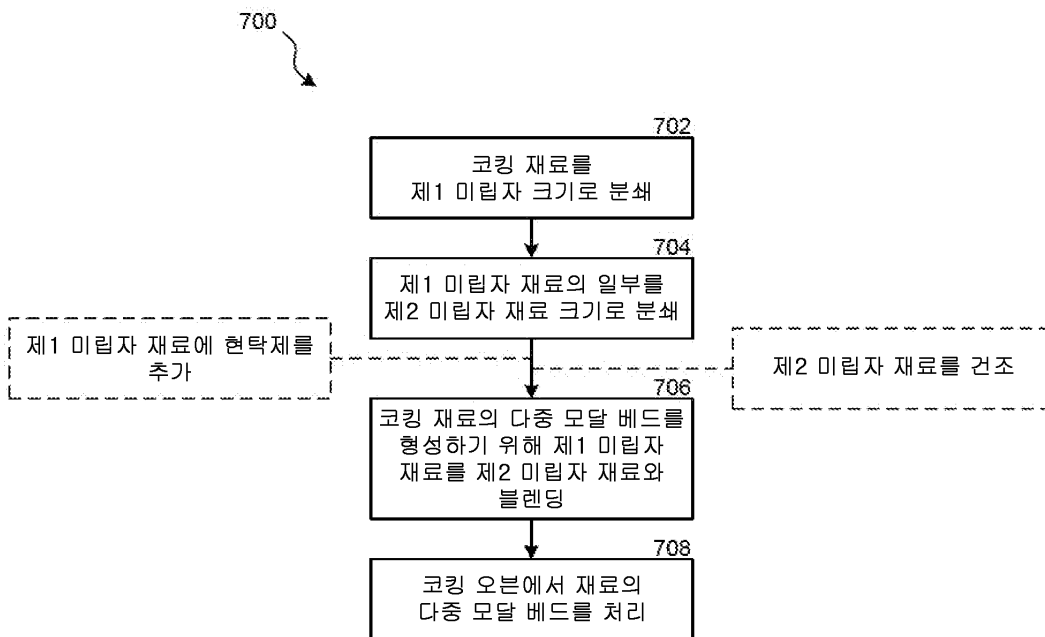 700
702
코킹 재료를
제1 미립자 크기로 분쇄
704
제1 미립자 재료의 일부를
제2 미립자 재료 크기로 분쇄
제1 미립자 재료에 현탁제를
추가
제2 미립자 재료를 건조
706
코킹 재료의 다중 모달 베드를
형성하기 위해 제1 미립자
재료를 제2 미립자 재료와
블렌딩
708
코킹 오븐에서 재료의
다중 모달 베드를 처리